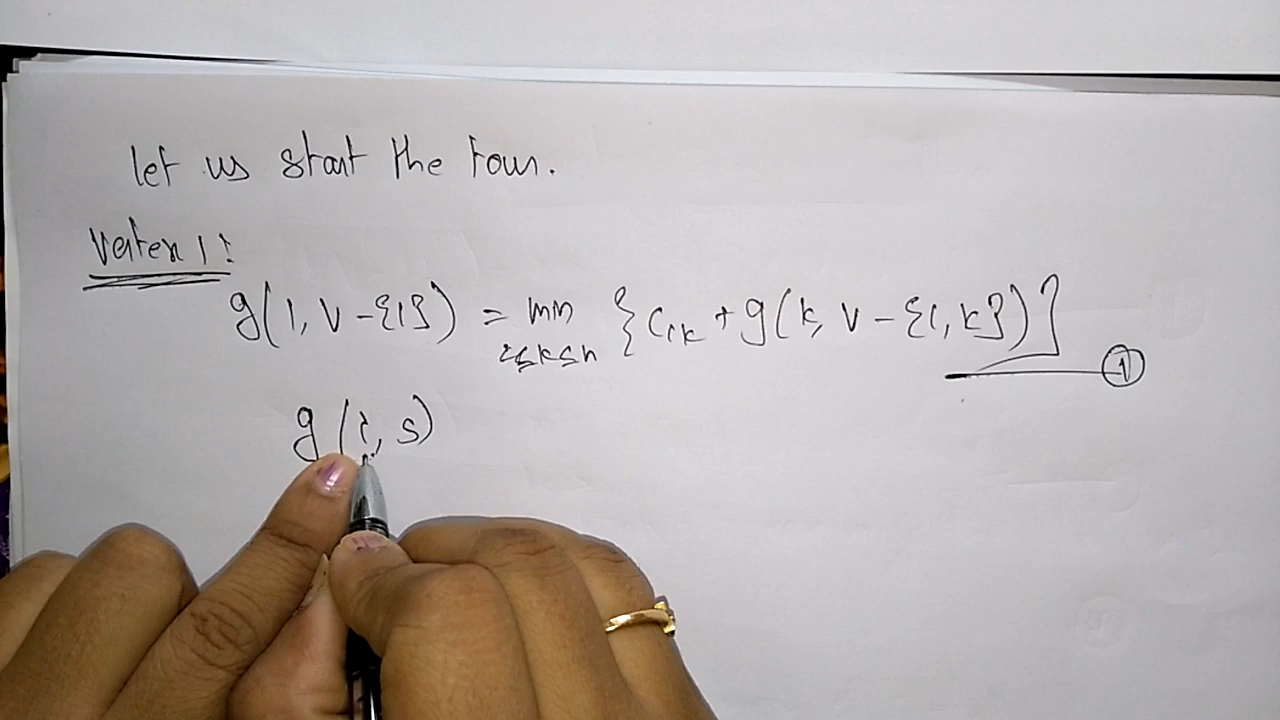 let us start the tour.
Vertex 1:
g(1, V-{1}) = min {C1k + g(k, V-{1, k})}
2≤k≤n
①
g(i, s)